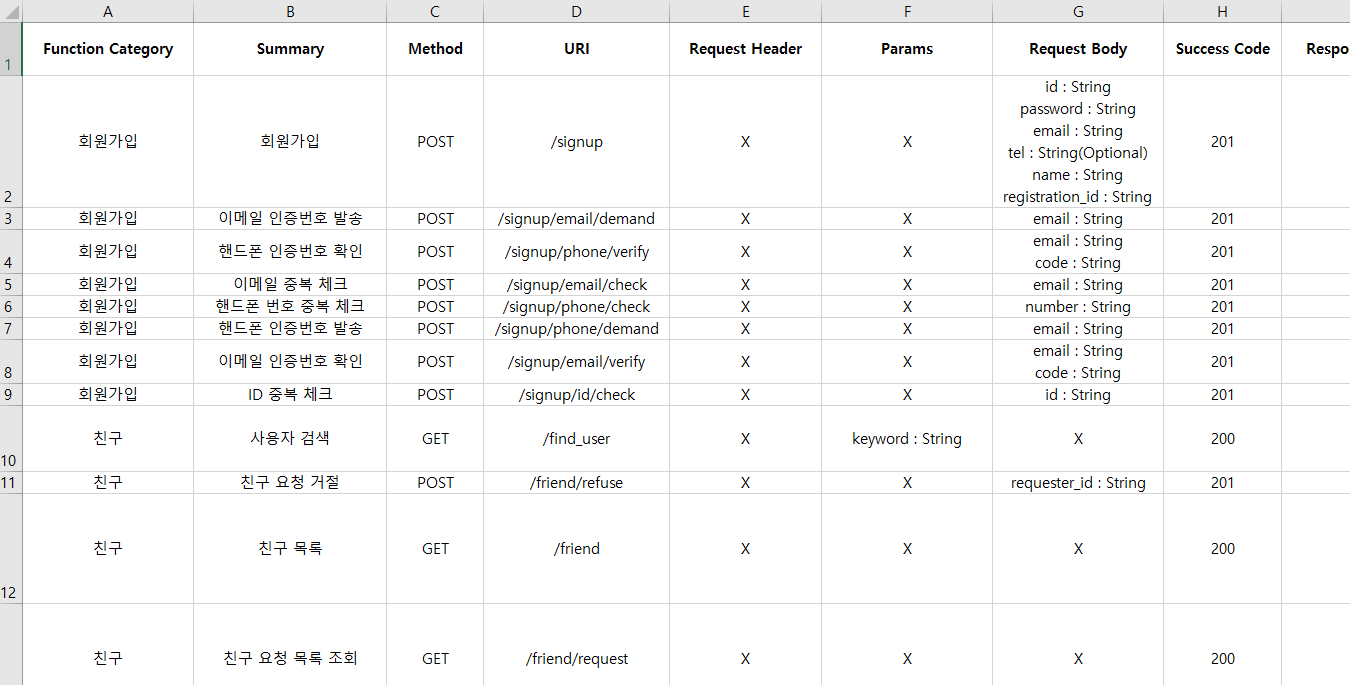 A B C D E F G H
1 Function Category Summary Method URI Request Header Params Request Body Success Code Respo
2 회원가입 회원가입 POST /signup X X id : String
password : String
email : String
tel : String(Optional)
name : String
registration_id : String 201
3 회원가입 이메일 인증번호 발송 POST /signup/email/demand X X email : String 201
4 회원가입 핸드폰 인증번호 확인 POST /signup/phone/verify X X email : String
code : String 201
5 회원가입 이메일 중복 체크 POST /signup/email/check X X email : String 201
6 회원가입 핸드폰 번호 중복 체크 POST /signup/phone/check X X number : String 201
7 회원가입 핸드폰 인증번호 발송 POST /signup/phone/demand X X email : String 201
8 회원가입 이메일 인증번호 확인 POST /signup/email/verify X X email : String
code : String 201
9 회원가입 ID 중복 체크 POST /signup/id/check X X id : String 201
10 친구 사용자 검색 GET /find_user X keyword : String X 200
11 친구 친구 요청 거절 POST /friend/refuse X X requester_id : String 201
12 친구 친구 목록 GET /friend X X X 200
친구 친구 요청 목록 조회 GET /friend/request X X X 200